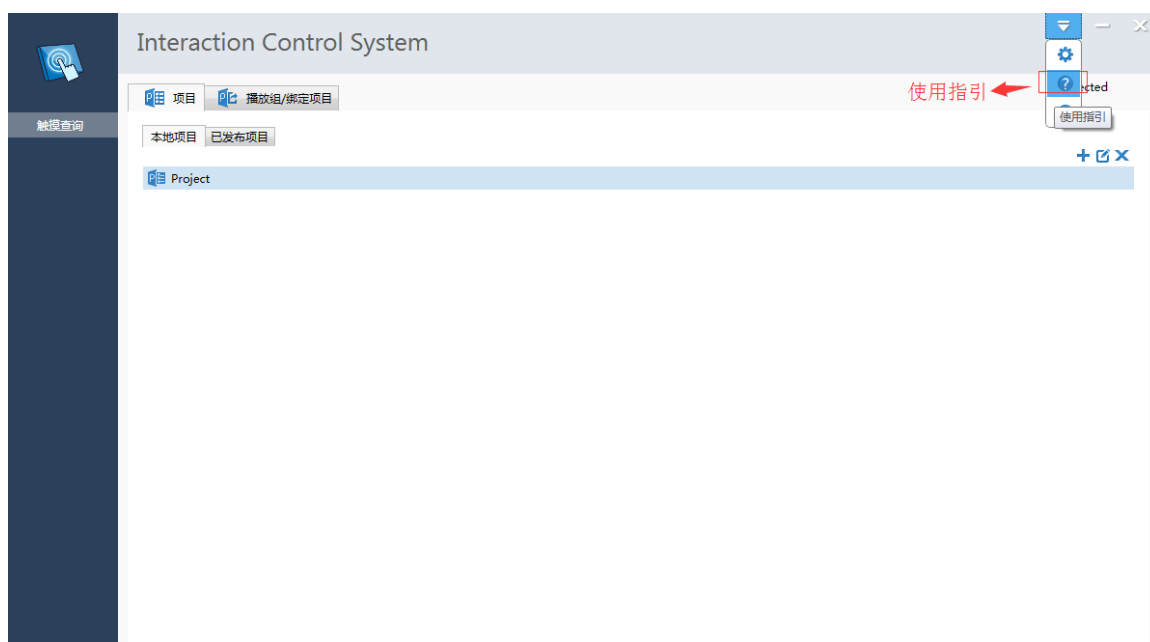 Interaction Control System
项目
播放组/绑定项目
使用指引
ected
触摸查询
使用指引
本地项目
已发布项目
Project